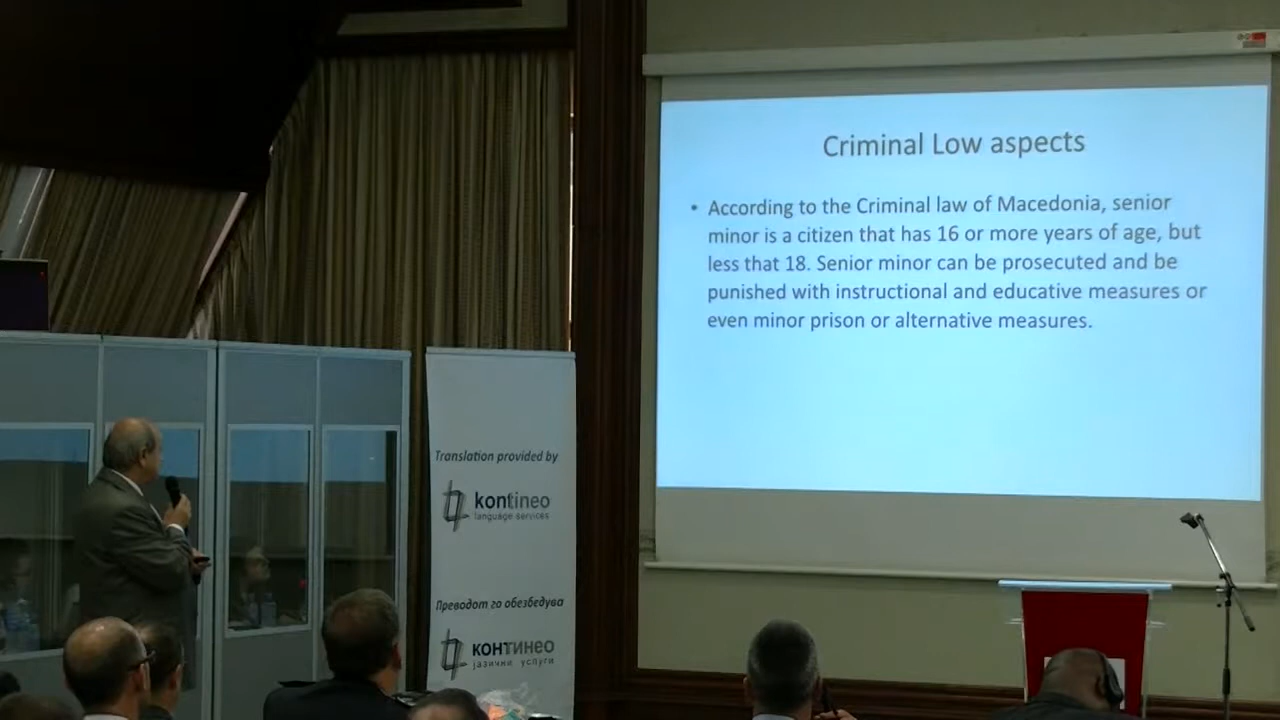 Criminal Low aspects
• According to the Criminal law of Macedonia, senior
minor is a citizen that has 16 or more years of age, but
less that 18. Senior minor can be prosecuted and be
punished with instructional and educative measures or
even minor prison or alternative measures.
Translation provided by
kontineo
language services
Преводот го обезбедува
континео
јазични услуги